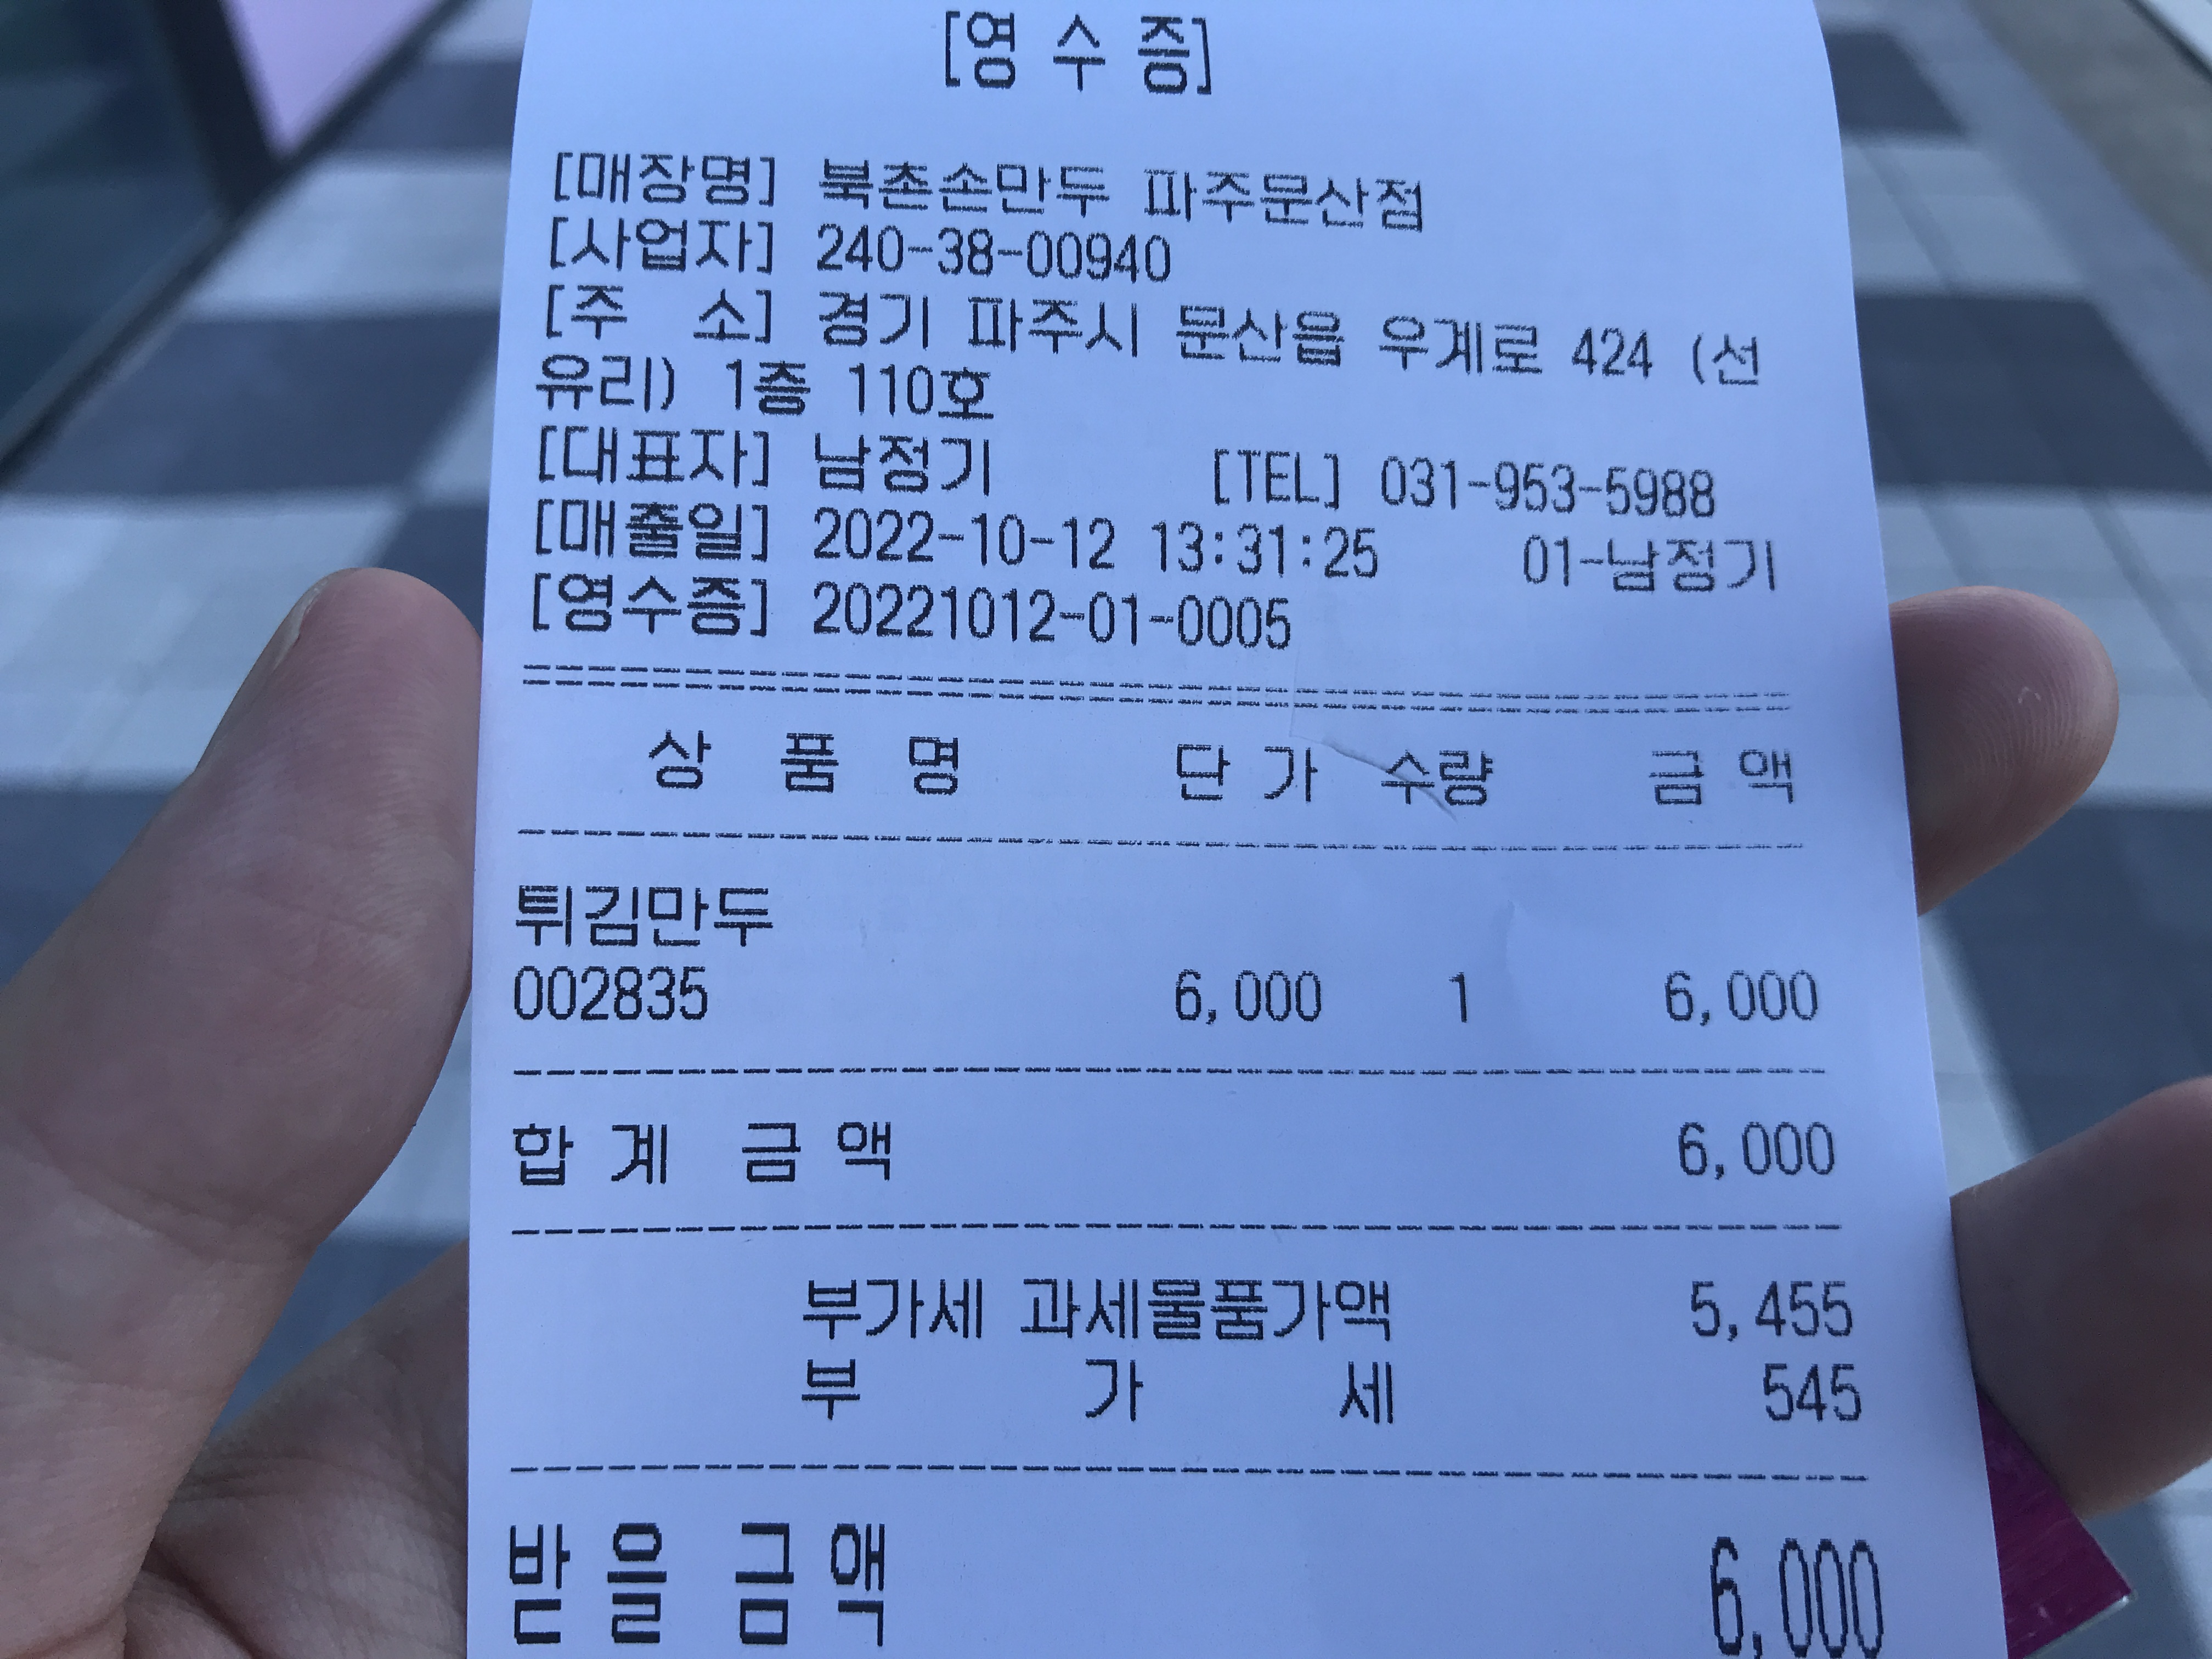 [영 수 증]
[매장명] 북촌손만두 파주문산점
[사업자] 240-38-00940
[주 소] 경기 파주시 문산읍 우계로 424 (선
유리) 1층 110호
[대표자] 남정기 [TEL] 031-953-5988
[매출일] 2022-10-12 13:31:25 01-남정기
[영수증] 20221012-01-0005
상 품 명 단 가 수량 금 액
튀김만두
002835 6,000 1 6,000
합 계 금 액 6,000
부가세 과세물품가액 5,455
부 가 세 545
받 을 금 액 6,000